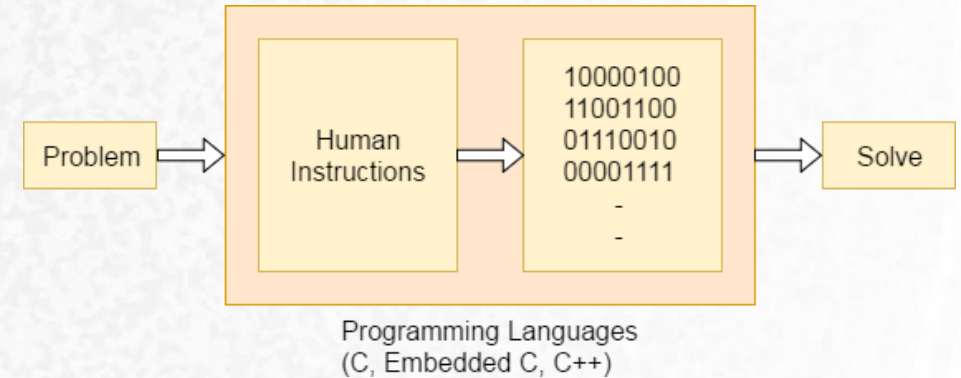 Problem
Human
Instructions
10000100
11001100
01110010
00001111
-
-
Solve
Programming Languages
(C, Embedded C, C++)